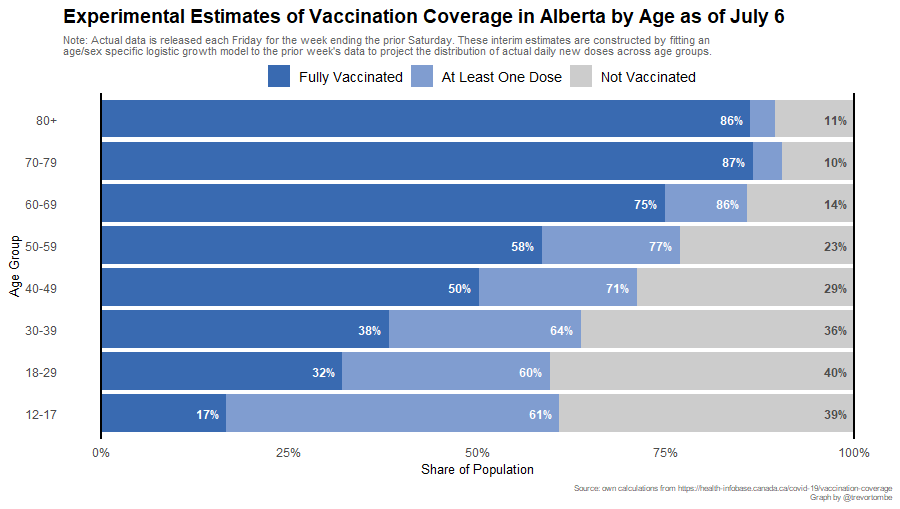 Experimental Estimates of Vaccination Coverage in Alberta by Age as of July 6
Note: Actual data is released each Friday for the week ending the prior Saturday. These interim estimates are constructed by fitting an
age/sex specific logistic growth model to the prior week's data to project the distribution of actual daily new doses across age groups.
Fully Vaccinated At Least One Dose Not Vaccinated
80+ 86% 11%
70-79 87% 10%
60-69 75% 86% 14%
50-59 58% 77% 23%
40-49 50% 71% 29%
30-39 38% 64% 36%
18-29 32% 60% 40%
12-17 17% 61% 39%
Age Group
0% 25% 50% 75% 100%
Share of Population
Source: own calculations from https://health-infobase.canada.ca/covid-19/vaccination-coverage
Graph by @trevortombe